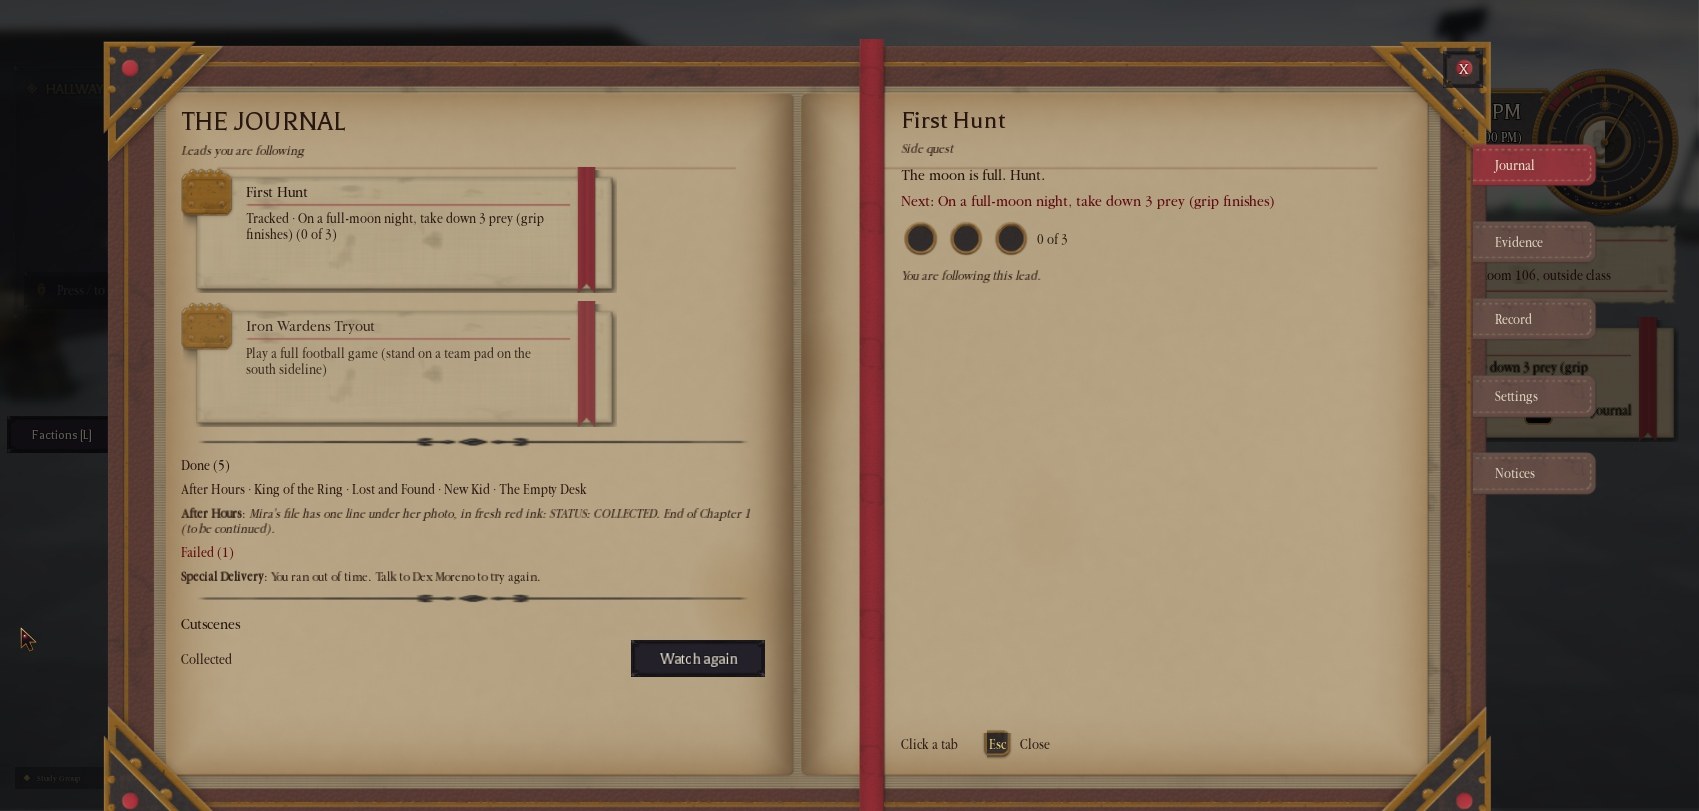 THE JOURNAL
Leads you are following
First Hunt
Tracked · On a full-moon night, take down 3 prey (grip
finishes) (0 of 3)
Iron Wardens Tryout
Play a full football game (stand on a team pad on the
south sideline)
Done (5)
After Hours · King of the Ring · Lost and Found · New Kid · The Empty Desk
After Hours: Mira's file has one line under her photo, in fresh red ink: STATUS: COLLECTED. End of Chapter 1
(to be continued).
Failed (1)
Special Delivery: You ran out of time. Talk to Dex Moreno to try again.
Cutscenes
Collected
Watch again
First Hunt
Side quest
The moon is full. Hunt.
Next: On a full-moon night, take down 3 prey (grip finishes)
0 of 3
You are following this lead.
Click a tab Esc Close
X
Journal
Evidence
Record
Settings
Notices
HALLWAY
Press / to
Factions [L]
Study Group
PM
00 PM)
oom 106, outside class
down 3 prey (grip
ournal